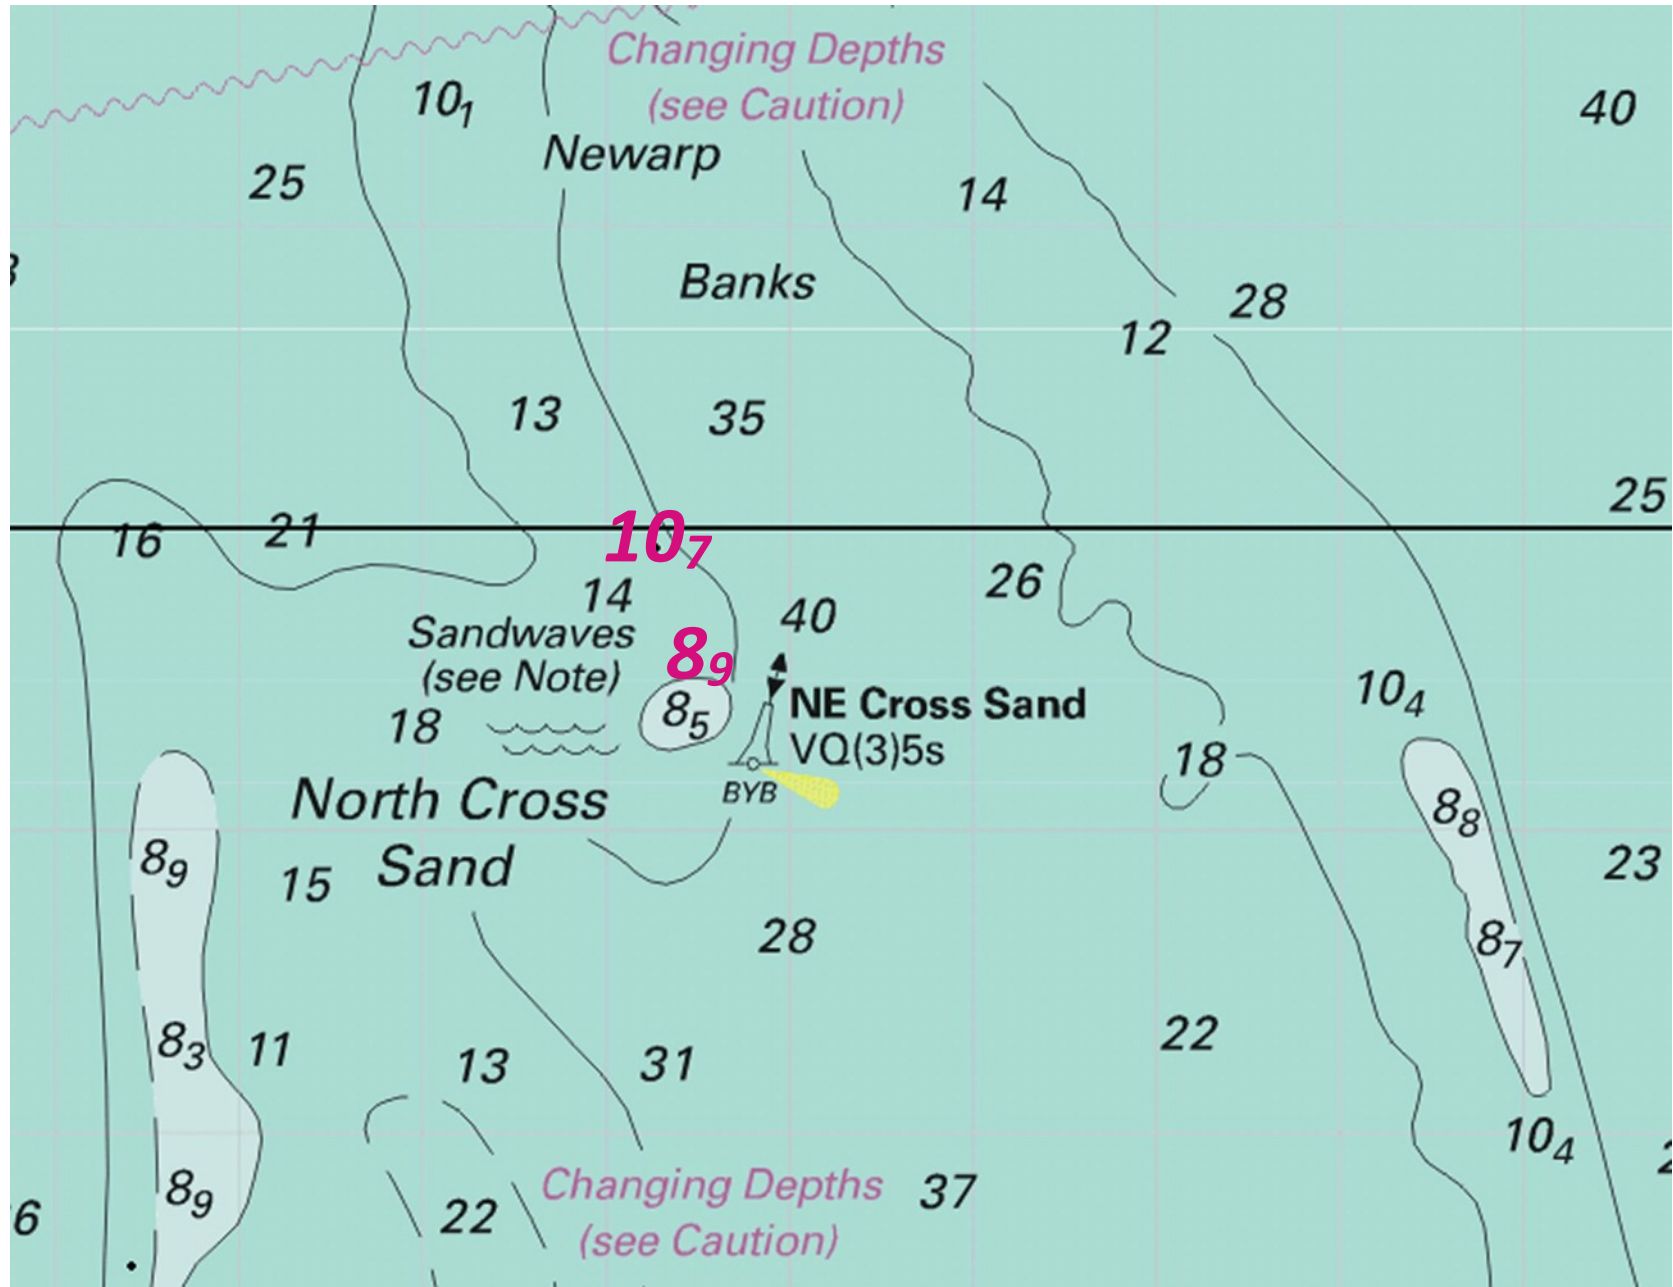 Changing Depths
(see Caution)
10₁
40
Newarp
25
14
Banks
28
12
13
35
25
16
21
10₇
14
26
40
Sandwaves
(see Note)
8₉
10₄
18
8₅
NE Cross Sand
VQ(3)5s
18
BYB
North Cross
Sand
8₈
8₉
15
23
28
8₇
8₃
11
13
31
22
10₄
8₉
22
Changing Depths
(see Caution)
37
6